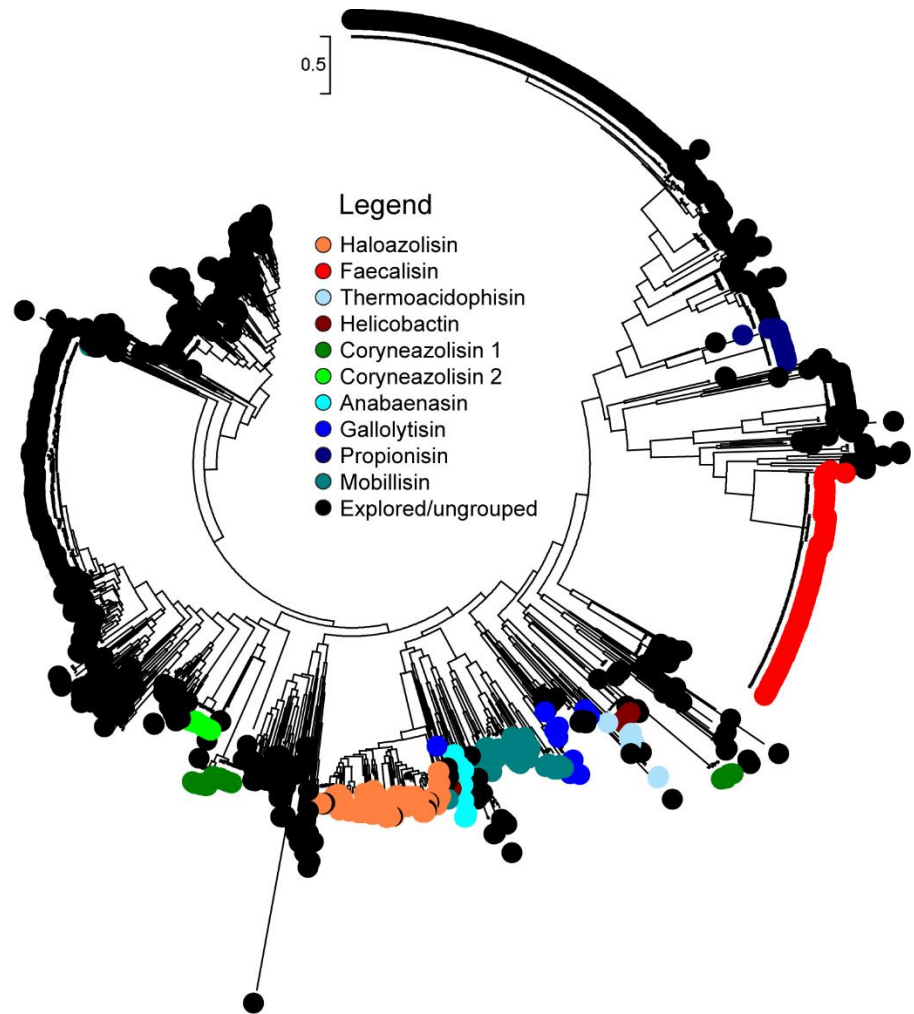 0.5
Legend
Haloazolisin
Faecalisin
Thermoacidophisin
Helicobactin
Coryneazolisin 1
Coryneazolisin 2
Anabaenasin
Gallolytisin
Propionisin
Mobillisin
Explored/ungrouped